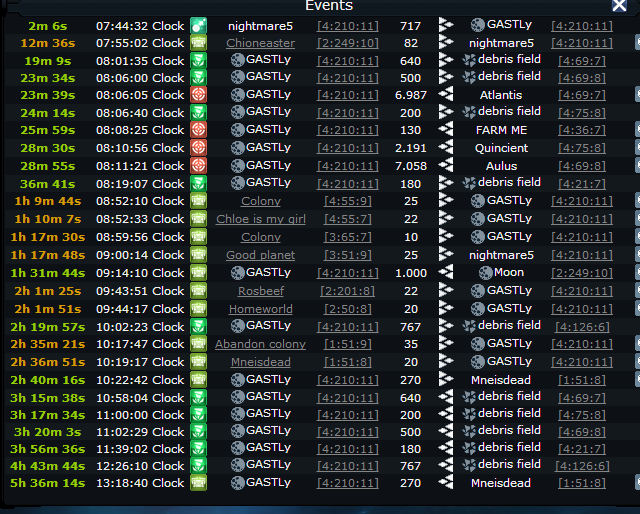 Events
2m 6s 07:44:32 Clock nightmare5 [4:210:11] 717 GASTLy [4:210:11]
12m 36s 07:55:02 Clock Chioneaster [2:249:10] 82 nightmare5 [4:210:11]
19m 9s 08:01:35 Clock GASTLy [4:210:11] 640 debris field [4:69:7]
23m 34s 08:06:00 Clock GASTLy [4:210:11] 500 debris field [4:69:8]
23m 39s 08:06:05 Clock GASTLy [4:210:11] 6.987 Atlantis [4:69:7]
24m 14s 08:06:40 Clock GASTLy [4:210:11] 200 debris field [4:75:8]
25m 59s 08:08:25 Clock GASTLy [4:210:11] 130 FARM ME [4:36:7]
28m 30s 08:10:56 Clock GASTLy [4:210:11] 2.191 Quincient [4:75:8]
28m 55s 08:11:21 Clock GASTLy [4:210:11] 7.058 Aulus [4:69:8]
36m 41s 08:19:07 Clock GASTLy [4:210:11] 180 debris field [4:21:7]
1h 9m 44s 08:52:10 Clock Colony [4:55:9] 25 GASTLy [4:210:11]
1h 10m 7s 08:52:33 Clock Chloe is my girl [4:55:7] 22 GASTLy [4:210:11]
1h 17m 30s 08:59:56 Clock Colony [3:65:7] 10 GASTLy [4:210:11]
1h 17m 48s 09:00:14 Clock Good planet [3:51:9] 25 nightmare5 [4:210:11]
1h 31m 44s 09:14:10 Clock GASTLy [4:210:11] 1.000 Moon [2:249:10]
2h 1m 25s 09:43:51 Clock Rosbeef [2:201:8] 22 GASTLy [4:210:11]
2h 1m 51s 09:44:17 Clock Homeworld [2:50:8] 20 GASTLy [4:210:11]
2h 19m 57s 10:02:23 Clock GASTLy [4:210:11] 767 debris field [4:126:6]
2h 35m 21s 10:17:47 Clock Abandon colony [1:51:9] 35 GASTLy [4:210:11]
2h 36m 51s 10:19:17 Clock Mneisdead [1:51:8] 20 GASTLy [4:210:11]
2h 40m 16s 10:22:42 Clock GASTLy [4:210:11] 270 Mneisdead [1:51:8]
3h 15m 38s 10:58:04 Clock GASTLy [4:210:11] 640 debris field [4:69:7]
3h 17m 34s 11:00:00 Clock GASTLy [4:210:11] 200 debris field [4:75:8]
3h 20m 3s 11:02:29 Clock GASTLy [4:210:11] 500 debris field [4:69:8]
3h 56m 36s 11:39:02 Clock GASTLy [4:210:11] 180 debris field [4:21:7]
4h 43m 44s 12:26:10 Clock GASTLy [4:210:11] 767 debris field [4:126:6]
5h 36m 14s 13:18:40 Clock GASTLy [4:210:11] 270 Mneisdead [1:51:8]